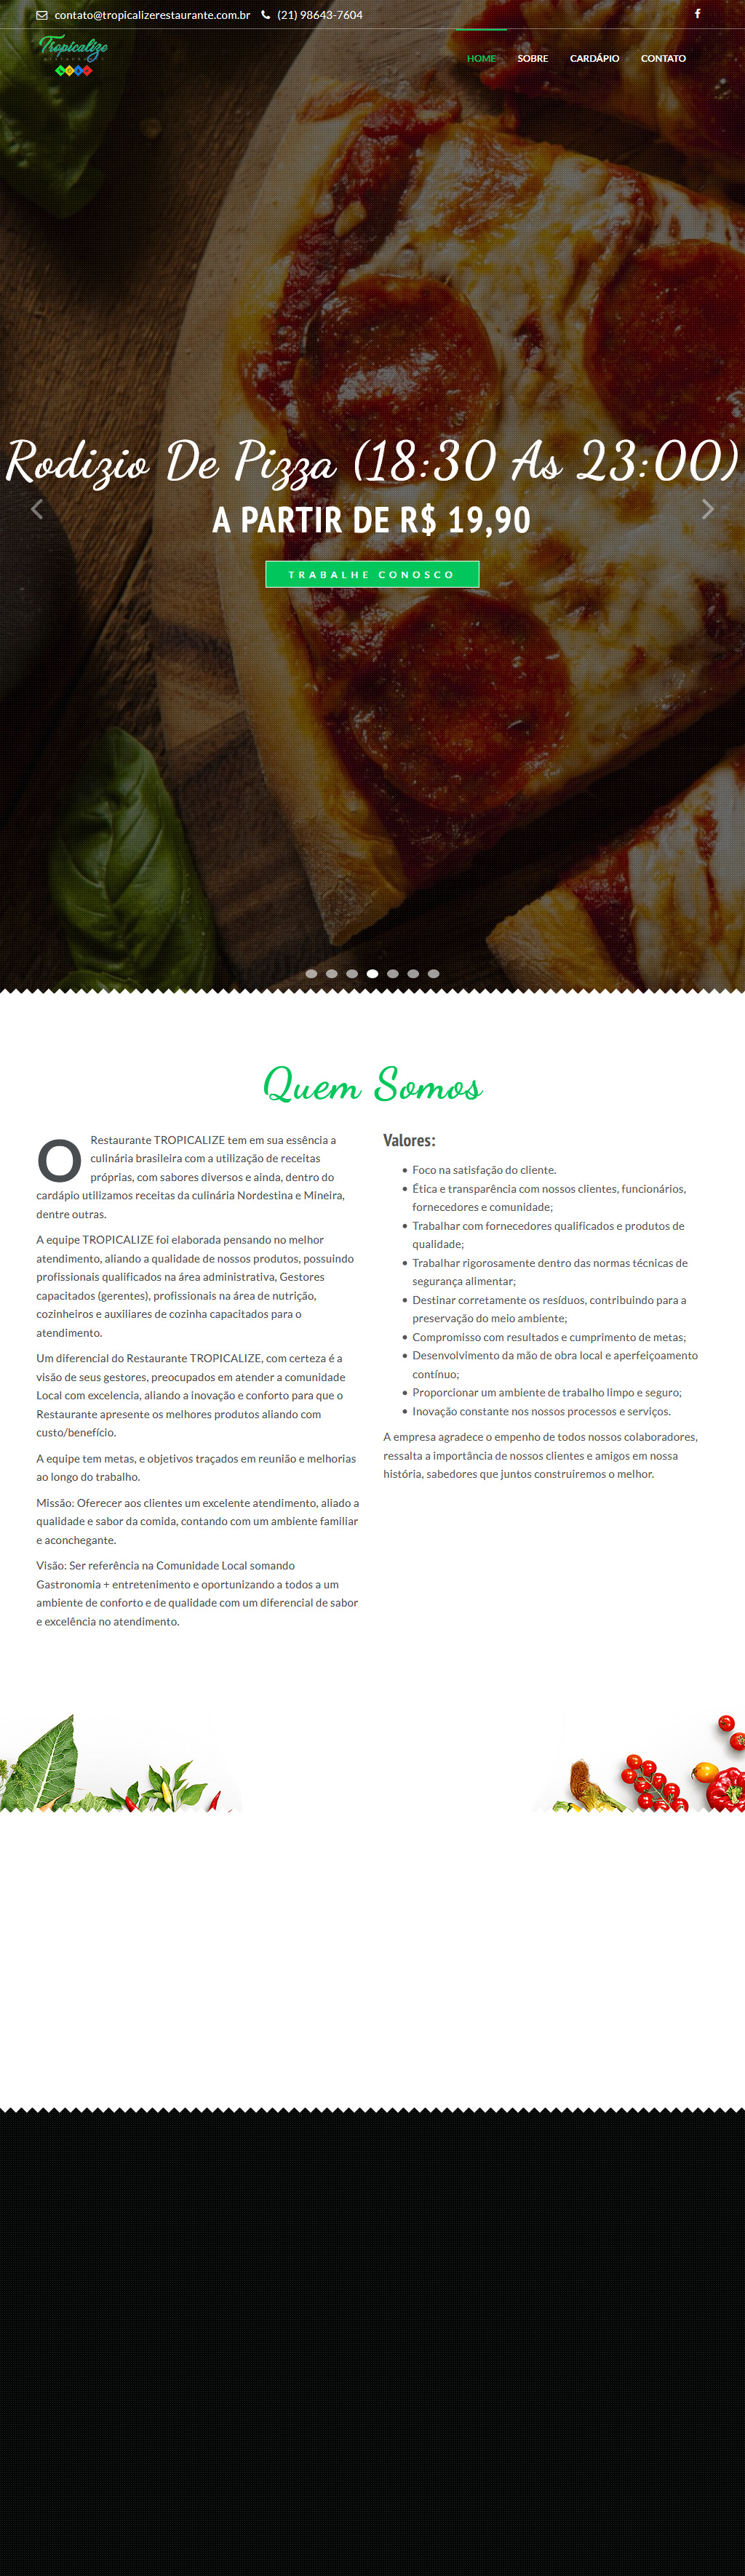 contato@tropicalizerestaurante.com.br (21) 98643-7604
Tropicalize
HOME SOBRE CARDÁPIO CONTATO
Rodizio De Pizza (18:30 As 23:00)
A PARTIR DE R$ 19,90
TRABALHE CONOSCO
Quem Somos
O Restaurante TROPICALIZE tem em sua essência a
culinária brasileira com a utilização de receitas
próprias, com sabores diversos e ainda, dentro do
cardápio utilizamos receitas da culinária Nordestina e Mineira,
dentre outras.
A equipe TROPICALIZE foi elaborada pensando no melhor
atendimento, aliando a qualidade de nossos produtos, possuindo
profissionais qualificados na área administrativa, Gestores
capacitados (gerentes), profissionais na área de nutrição,
cozinheiros e auxiliares de cozinha capacitados para o
atendimento.
Um diferencial do Restaurante TROPICALIZE, com certeza é a
visão de seus gestores, preocupados em atender a comunidade
Local com excelencia, aliando a inovação e conforto para que o
Restaurante apresente os melhores produtos aliando com
custo/benefício.
A equipe tem metas, e objetivos traçados em reunião e melhorias
ao longo do trabalho.
Missão: Oferecer aos clientes um excelente atendimento, aliado a
qualidade e sabor da comida, contando com um ambiente familiar
e aconchegante.
Visão: Ser referência na Comunidade Local somando
Gastronomia + entretenimento e oportunizando a todos a um
ambiente de conforto e de qualidade com um diferencial de sabor
e excelência no atendimento.
Valores:
Foco na satisfação do cliente.
Ética e transparência com nossos clientes, funcionários,
fornecedores e comunidade;
Trabalhar com fornecedores qualificados e produtos de
qualidade;
Trabalhar rigorosamente dentro das normas técnicas de
segurança alimentar;
Destinar corretamente os resíduos, contribuindo para a
preservação do meio ambiente;
Compromisso com resultados e cumprimento de metas;
Desenvolvimento da mão de obra local e aperfeiçoamento
contínuo;
Proporcionar um ambiente de trabalho limpo e seguro;
Inovação constante nos nossos processos e serviços.
A empresa agradece o empenho de todos nossos colaboradores,
ressalta a importância de nossos clientes e amigos em nossa
história, sabedores que juntos construiremos o melhor.